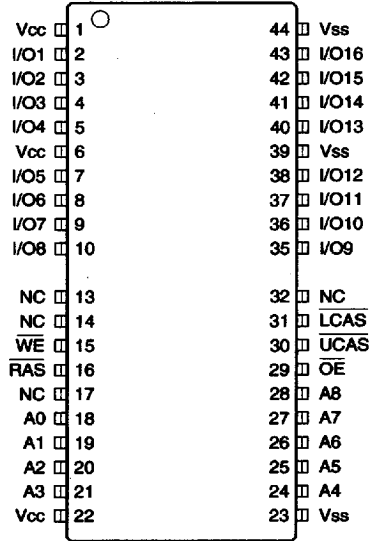 Vcc 1 44 Vss
I/O1 2 43 I/O16
I/O2 3 42 I/O15
I/O3 4 41 I/O14
I/O4 5 40 I/O13
Vcc 6 39 Vss
I/O5 7 38 I/O12
I/O6 8 37 I/O11
I/O7 9 36 I/O10
I/O8 10 35 I/O9
NC 13 32 NC
NC 14 31 LCAS
WE 15 30 UCAS
RAS 16 29 OE
NC 17 28 A8
A0 18 27 A7
A1 19 26 A6
A2 20 25 A5
A3 21 24 A4
Vcc 22 23 Vss